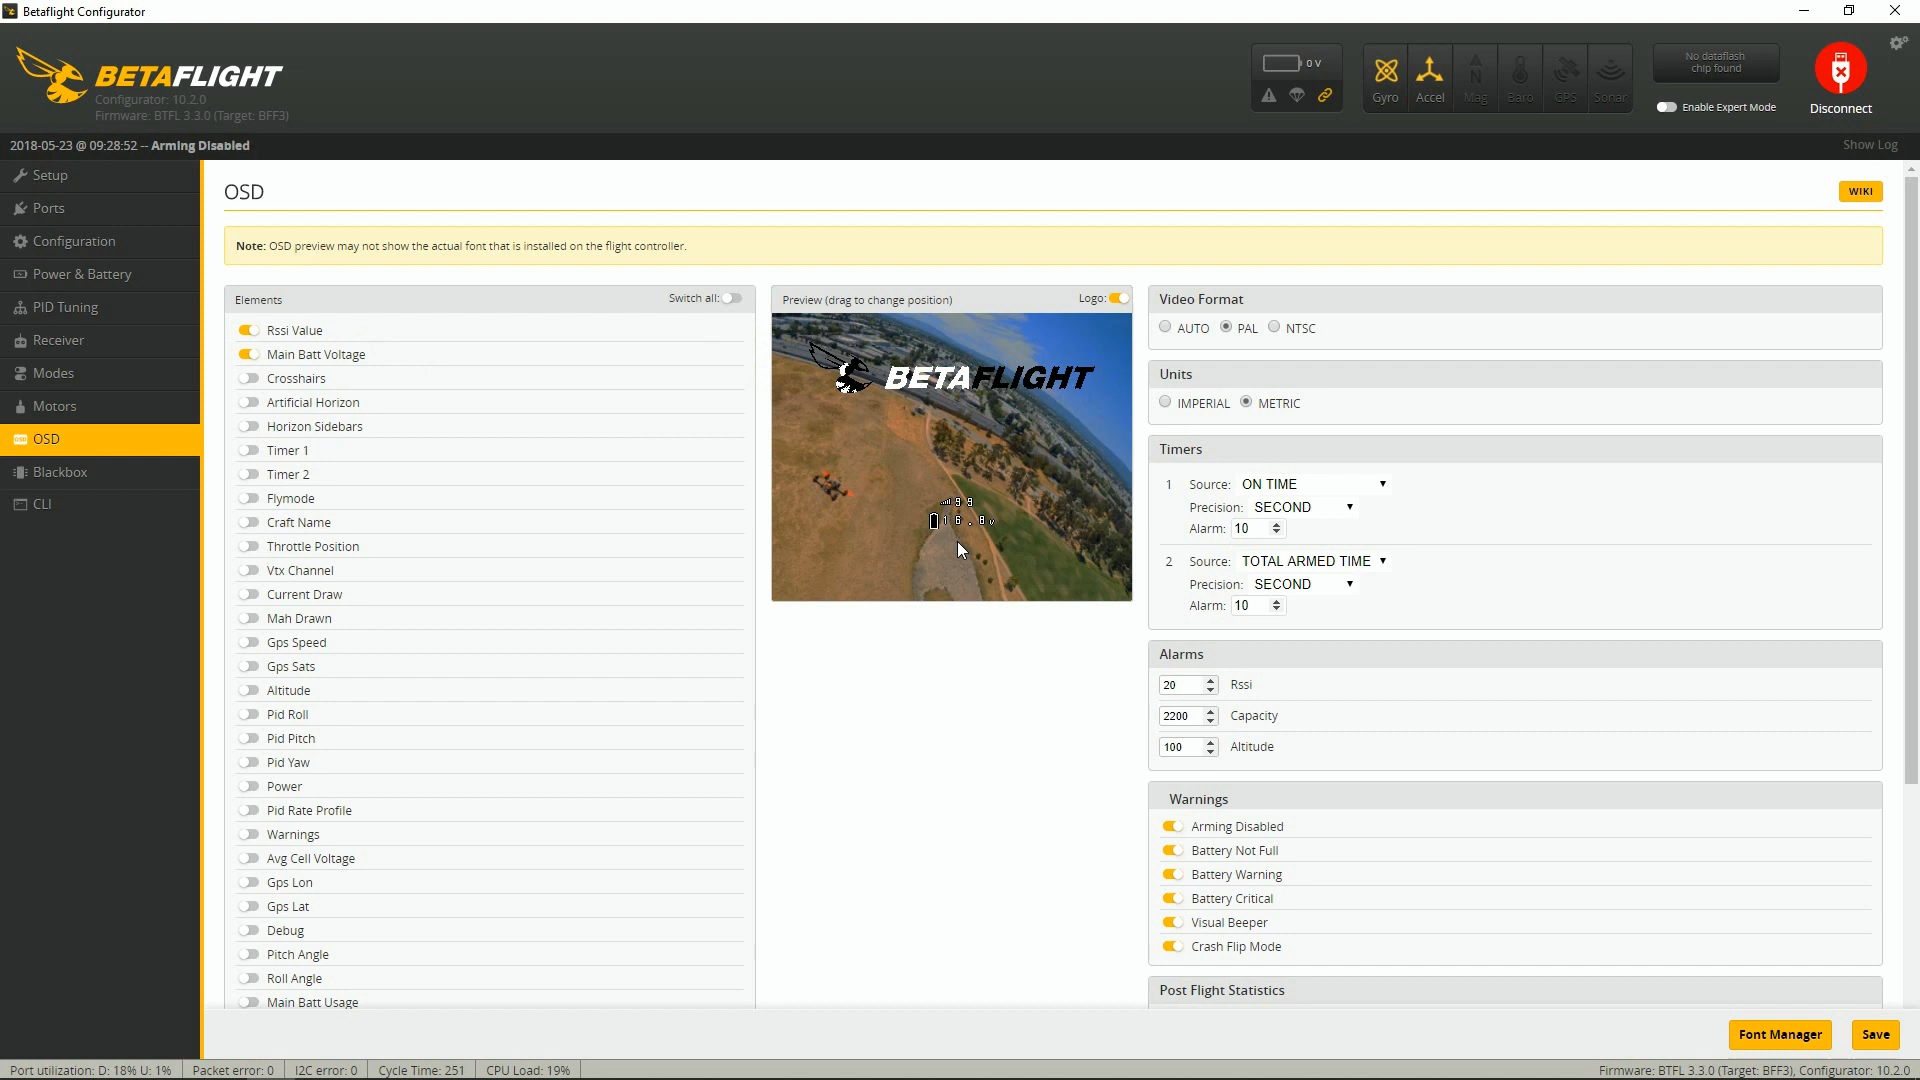 Betaflight Configurator
BETAFLIGHT
Configurator: 10.2.0
Firmware: BTFL 3.3.0 (Target: BFF3)
0 V
Gyro
Accel
Mag
Baro
GPS
Sonar
No dataflash
chip found
Enable Expert Mode
Disconnect
2018-05-23 @ 09:28:52 -- Arming Disabled
Show Log
Setup
Ports
Configuration
Power & Battery
PID Tuning
Receiver
Modes
Motors
OSD
Blackbox
CLI
OSD
WIKI
Note: OSD preview may not show the actual font that is installed on the flight controller.
Elements
Switch all:
Rssi Value
Main Batt Voltage
Crosshairs
Artificial Horizon
Horizon Sidebars
Timer 1
Timer 2
Flymode
Craft Name
Throttle Position
Vtx Channel
Current Draw
Mah Drawn
Gps Speed
Gps Sats
Altitude
Pid Roll
Pid Pitch
Pid Yaw
Power
Pid Rate Profile
Warnings
Avg Cell Voltage
Gps Lon
Gps Lat
Debug
Pitch Angle
Roll Angle
Main Batt Usage
Preview (drag to change position)
Logo:
BETAFLIGHT
99
16.8v
Video Format
AUTO PAL NTSC
Units
IMPERIAL METRIC
Timers
1 Source: ON TIME
Precision: SECOND
Alarm: 10
2 Source: TOTAL ARMED TIME
Precision: SECOND
Alarm: 10
Alarms
20 Rssi
2200 Capacity
100 Altitude
Warnings
Arming Disabled
Battery Not Full
Battery Warning
Battery Critical
Visual Beeper
Crash Flip Mode
Post Flight Statistics
Font Manager
Save
Port utilization: D: 18% U: 1%
Packet error: 0
I2C error: 0
Cycle Time: 251
CPU Load: 19%
Firmware: BTFL 3.3.0 (Target: BFF3), Configurator: 10.2.0